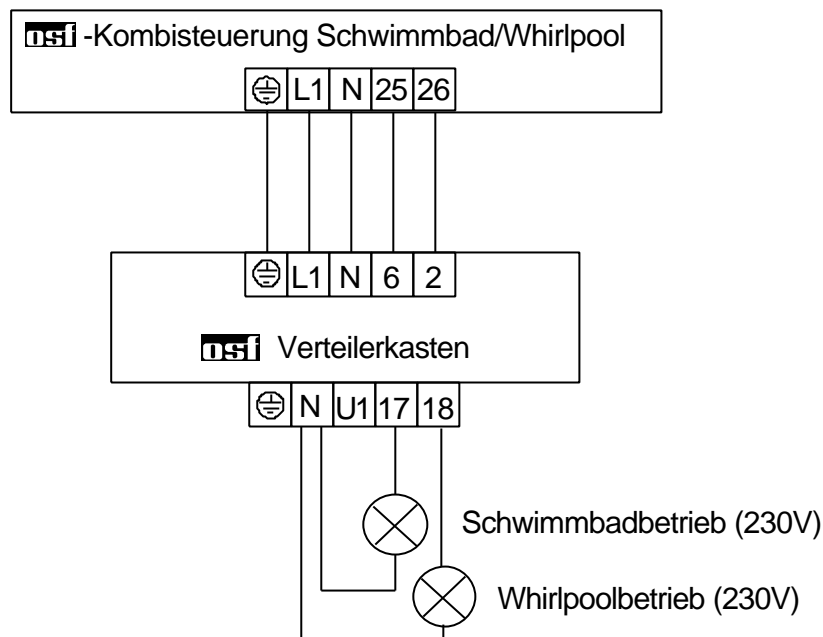 osf -Kombisteuerung Schwimmbad/Whirlpool
L1 N 25 26
L1 N 6 2
osf Verteilerkasten
N U1 17 18
Schwimmbadbetrieb (230V)
Whirlpoolbetrieb (230V)